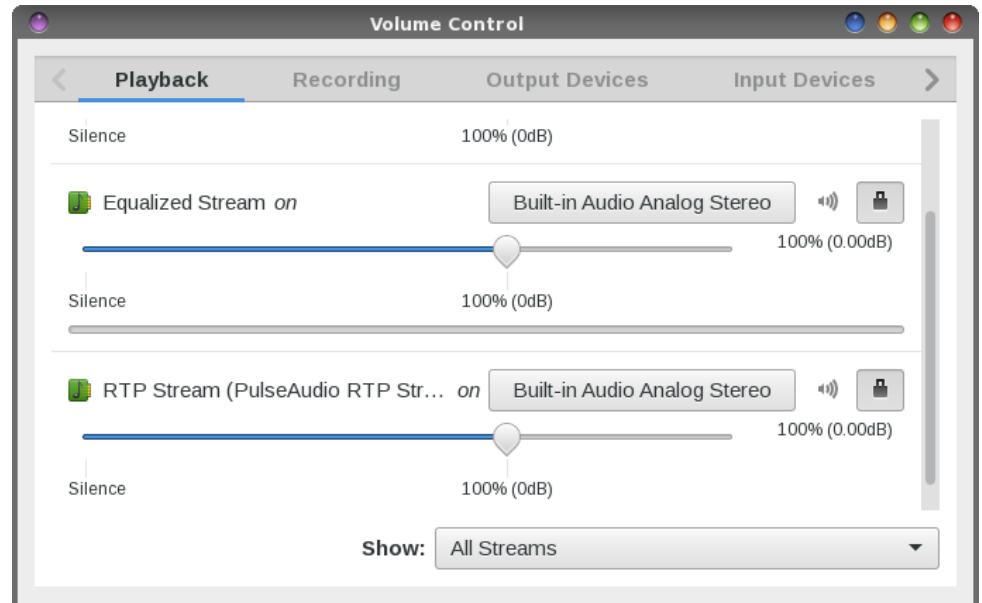 Volume Control
Playback Recording Output Devices Input Devices
Silence 100% (0dB)
Equalized Stream on Built-in Audio Analog Stereo
100% (0.00dB)
Silence 100% (0dB)
RTP Stream (PulseAudio RTP Str... on Built-in Audio Analog Stereo
100% (0.00dB)
Silence 100% (0dB)
Show: All Streams